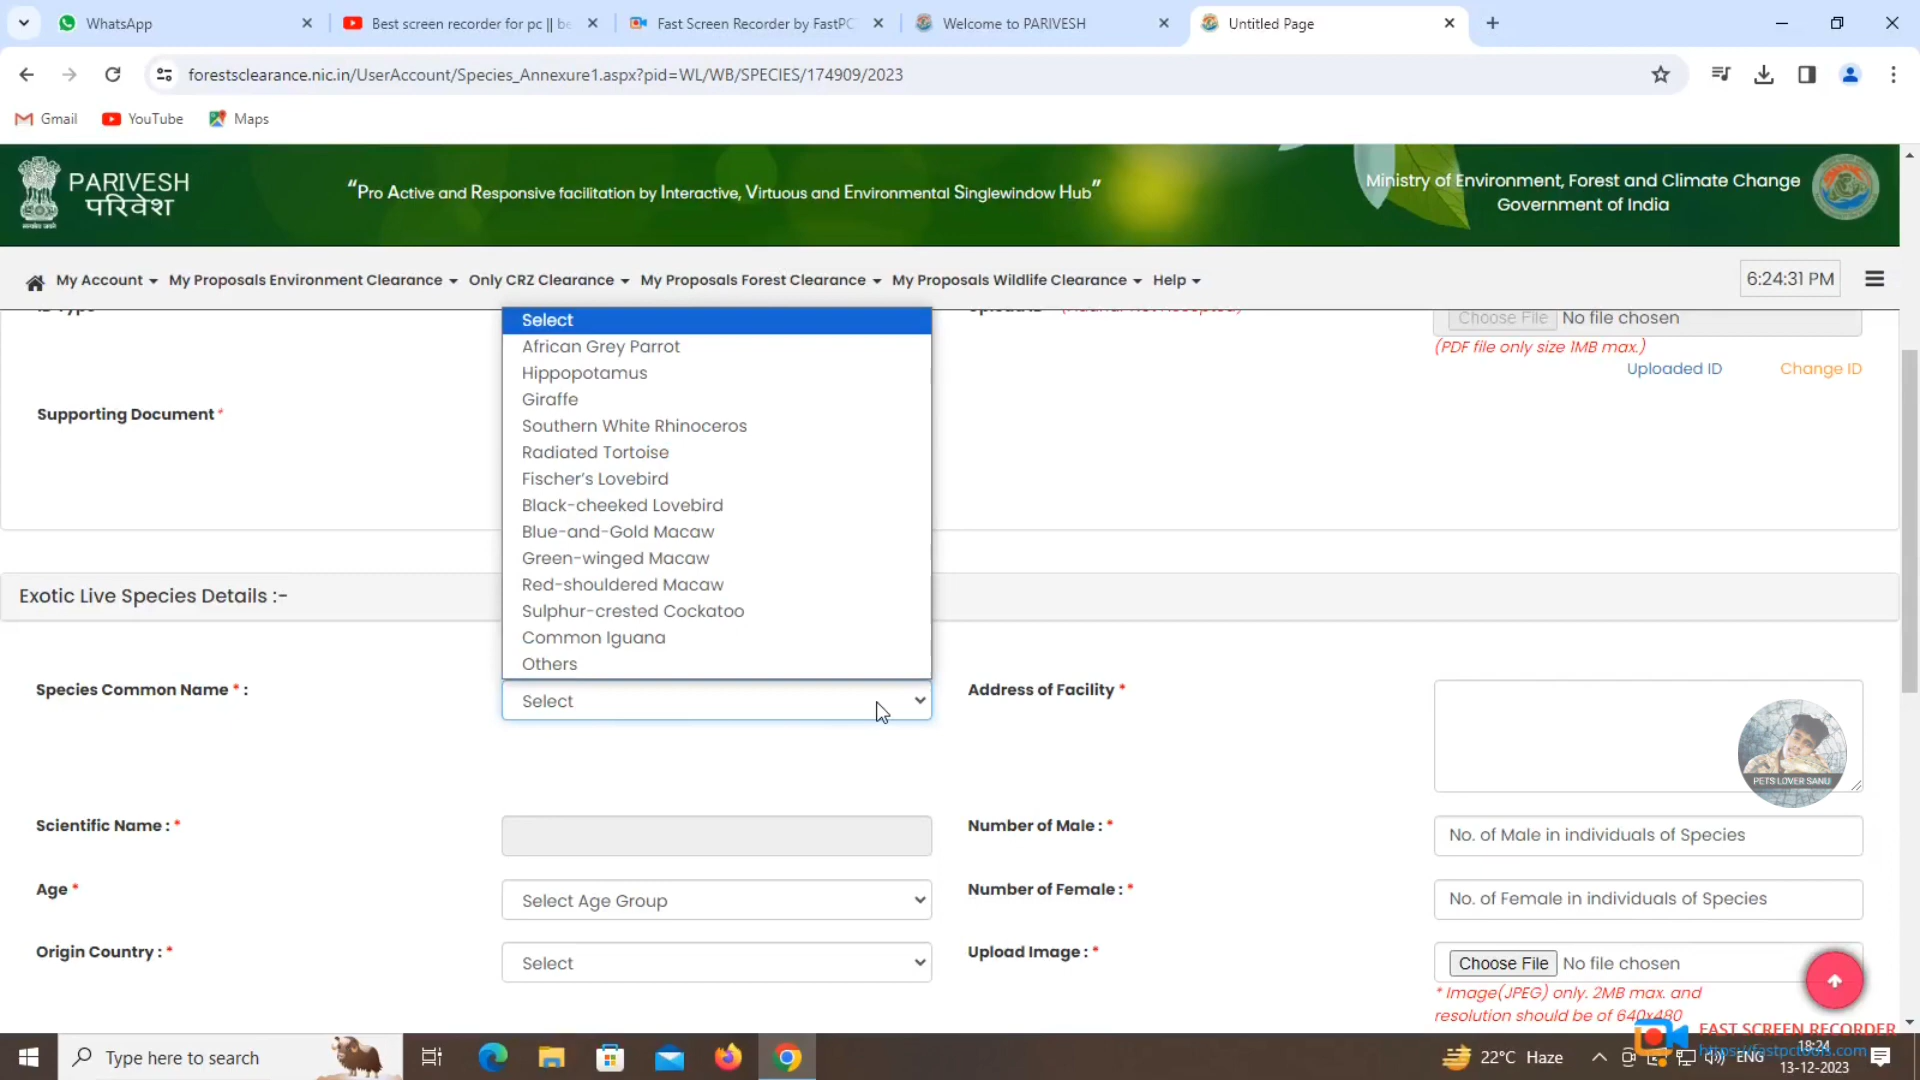 WhatsApp
Best screen recorder for pc || be
Fast Screen Recorder by FastPC
Welcome to PARIVESH
Untitled Page
forestsclearance.nic.in/UserAccount/Species_Annexure1.aspx?pid=WL/WB/SPECIES/174909/2023
Gmail YouTube Maps
PARIVESH
परिवेश
"Pro Active and Responsive facilitation by Interactive, Virtuous and Environmental Singlewindow Hub"
Ministry of Environment, Forest and Climate Change
Government of India
My Account My Proposals Environment Clearance Only CRZ Clearance My Proposals Forest Clearance My Proposals Wildlife Clearance Help
6:24:31 PM
Choose File No file chosen
(PDF file only size 1MB max.)
Uploaded ID Change ID
Supporting Document *
Select
African Grey Parrot
Hippopotamus
Giraffe
Southern White Rhinoceros
Radiated Tortoise
Fischer's Lovebird
Black-cheeked Lovebird
Blue-and-Gold Macaw
Green-winged Macaw
Red-shouldered Macaw
Sulphur-crested Cockatoo
Common Iguana
Others
Exotic Live Species Details :-
Species Common Name * :
Select
Address of Facility *
PETS LOVER SANU
Scientific Name : *
Number of Male : *
No. of Male in individuals of Species
Age *
Select Age Group
Number of Female : *
No. of Female in individuals of Species
Origin Country : *
Select
Upload Image : *
Choose File No file chosen
* Image(JPEG) only. 2MB max. and
resolution should be of 640x480
FAST SCREEN RECORDER
https://fastpctools.com
Type here to search
22°C Haze
ENG
18:24
13-12-2023